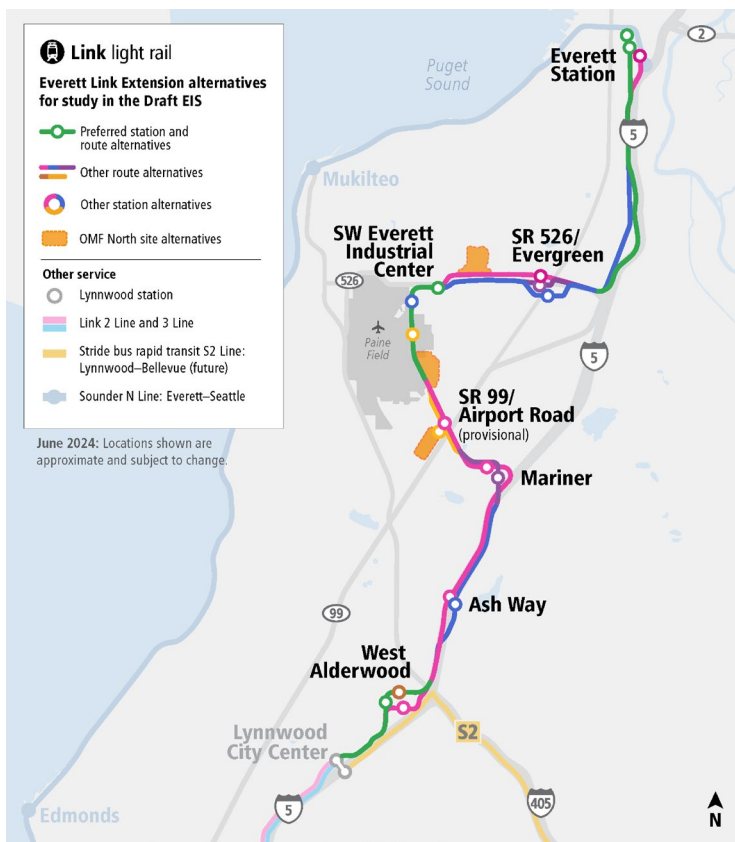 Link light rail
Everett Link Extension alternatives
for study in the Draft EIS
Preferred station and
route alternatives
Other route alternatives
Other station alternatives
OMF North site alternatives
Other service
Lynnwood station
Link 2 Line and 3 Line
Stride bus rapid transit S2 Line:
Lynnwood–Bellevue (future)
Sounder N Line: Everett–Seattle
June 2024: Locations shown are
approximate and subject to change.
Puget
Sound
Everett
Station
2
5
Mukilteo
SW Everett
Industrial
Center
SR 526/
Evergreen
526
Paine
Field
5
SR 99/
Airport Road
(provisional)
Mariner
Ash Way
99
West
Alderwood
Lynnwood
City Center
S2
5
405
Edmonds
N